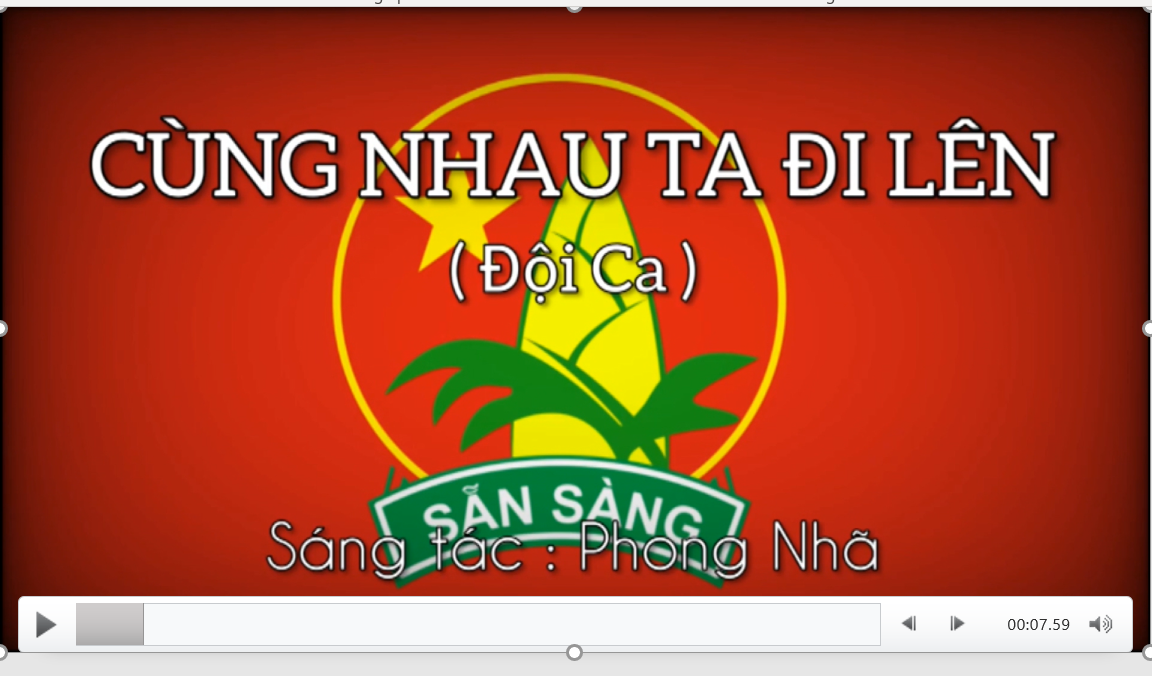 CÙNG NHAU TA ĐI LÊN
( Đội Ca )
SẴN SÀNG
Sáng tác : Phong Nhã
00:07.59